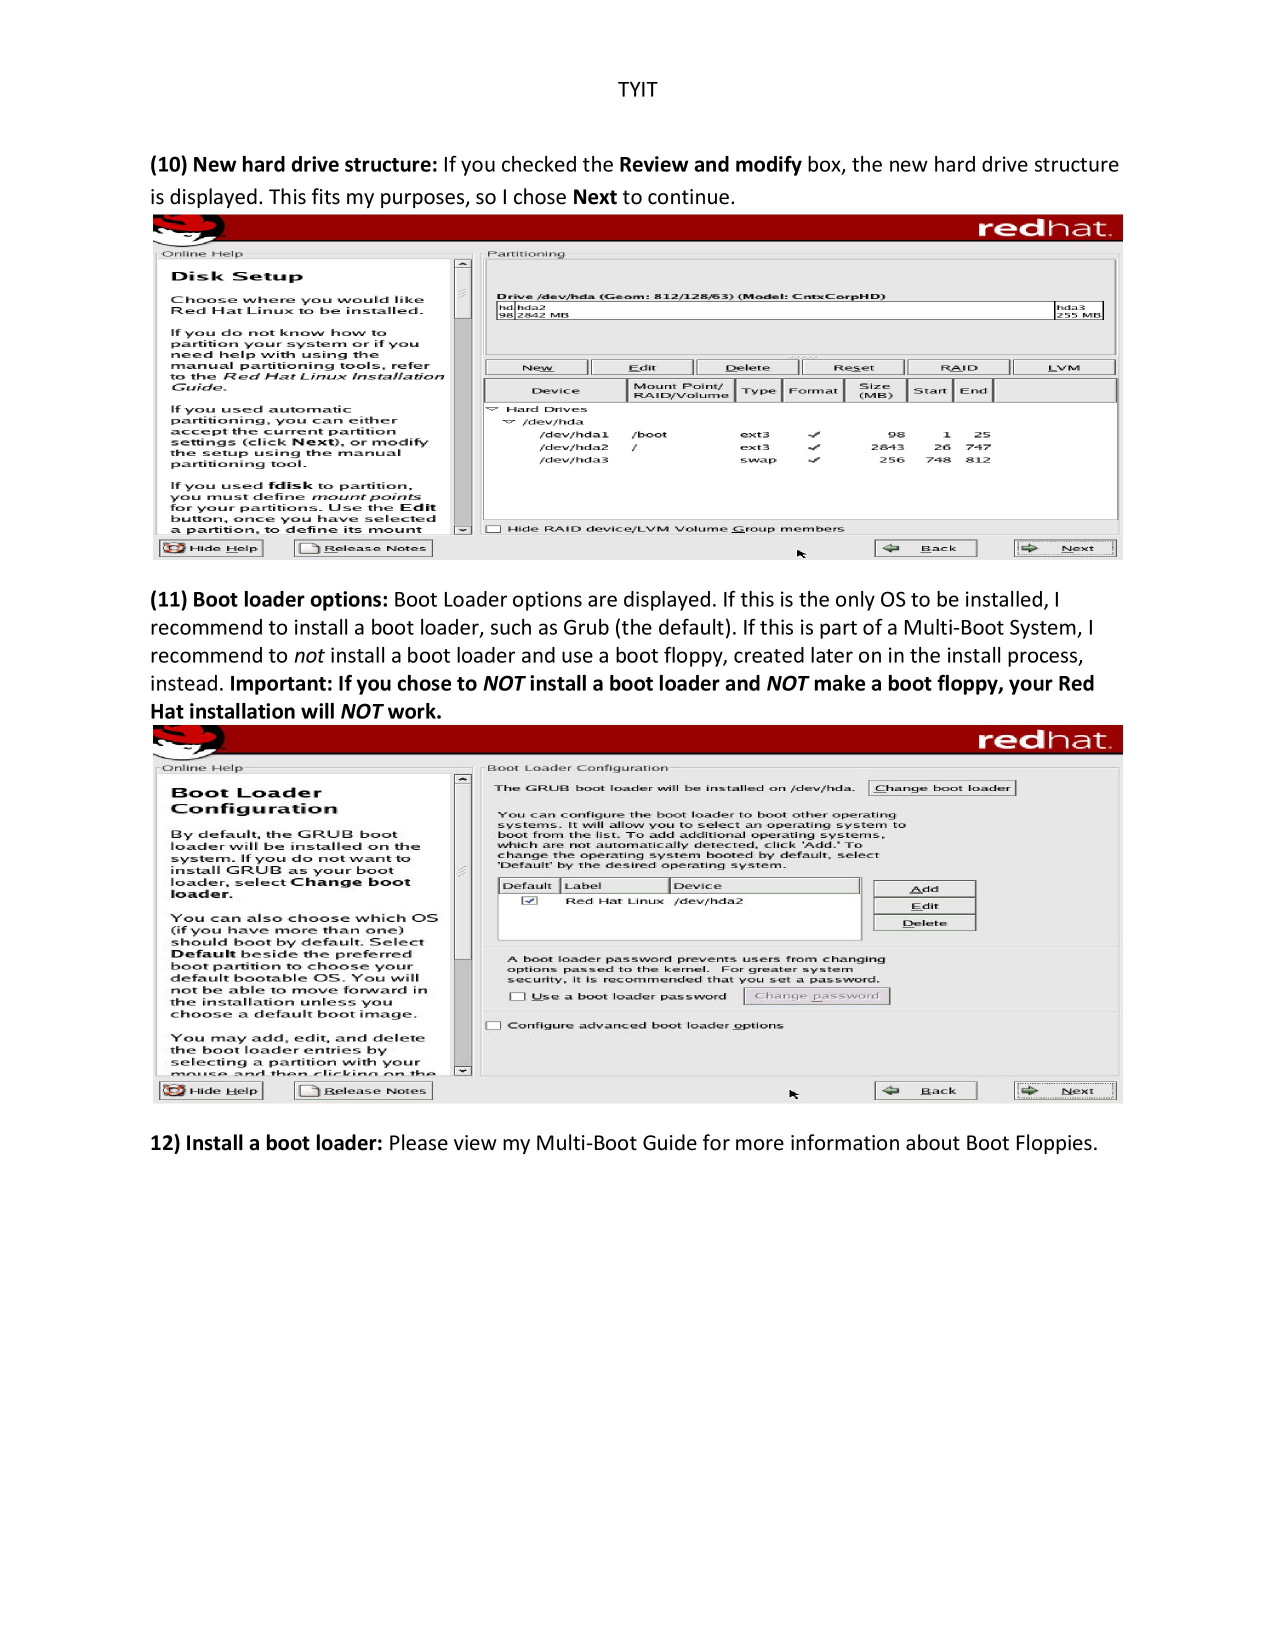 TYIT
(10) New hard drive structure: If you checked the Review and modify box, the new hard drive structure
is displayed. This fits my purposes, so I chose Next to continue.
redhat.
Online Help
Disk Setup
Choose where you would like
Red Hat Linux to be installed.
If you do not know how to
partition your system or if you
need help with using the
manual partitioning tools, refer
to the Red Hat Linux Installation
Guide.
If you used automatic
partitioning, you can either
accept the current partition
settings (click Next), or modify
the setup using the manual
partitioning tool.
If you used fdisk to partition,
you must define mount points
for your partitions. Use the Edit
button, once you have selected
a partition, to define its mount
Partitioning
Drive /dev/hda (Geom: 812/128/63) (Model: CntxCorpHD)
hd hda2 hda3
98 2842 MB 255 MB
New Edit Delete Reset RAID LVM
Device Mount Point/ RAID/Volume Type Format Size (MB) Start End
Hard Drives
/dev/hda
/dev/hda1 /boot ext3 98 1 25
/dev/hda2 / ext3 2843 26 747
/dev/hda3 swap 256 748 812
Hide RAID device/LVM Volume Group members
Hide Help Release Notes Back Next
(11) Boot loader options: Boot Loader options are displayed. If this is the only OS to be installed, I
recommend to install a boot loader, such as Grub (the default). If this is part of a Multi-Boot System, I
recommend to not install a boot loader and use a boot floppy, created later on in the install process,
instead. Important: If you chose to NOT install a boot loader and NOT make a boot floppy, your Red
Hat installation will NOT work.
redhat.
Online Help
Boot Loader
Configuration
By default, the GRUB boot
loader will be installed on the
system. If you do not want to
install GRUB as your boot
loader, select Change boot
loader.
You can also choose which OS
(if you have more than one)
should boot by default. Select
Default beside the preferred
boot partition to choose your
default bootable OS. You will
not be able to move forward in
the installation unless you
choose a default boot image.
You may add, edit, and delete
the boot loader entries by
selecting a partition with your
mouse and then clicking on the
Boot Loader Configuration
The GRUB boot loader will be installed on /dev/hda. Change boot loader
You can configure the boot loader to boot other operating
systems. It will allow you to select an operating system to
boot from the list. To add additional operating systems,
which are not automatically detected, click 'Add.' To
change the operating system booted by default, select
'Default' by the desired operating system.
Default Label Device
Red Hat Linux /dev/hda2
Add
Edit
Delete
A boot loader password prevents users from changing
options passed to the kernel. For greater system
security, it is recommended that you set a password.
Use a boot loader password Change password
Configure advanced boot loader options
Hide Help Release Notes Back Next
12) Install a boot loader: Please view my Multi-Boot Guide for more information about Boot Floppies.